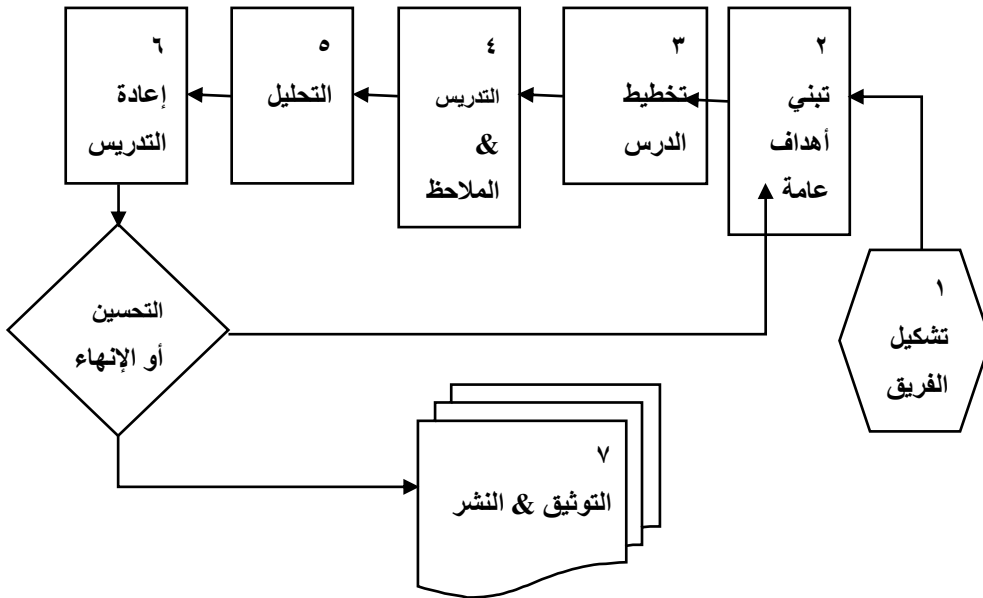 ١
تشكيل
الفريق
٢
تبني
أهداف
عامة
٣
تخطيط
الدرس
٤
التدريس
&
الملاحظ
٥
التحليل
٦
إعادة
التدريس
التحسين
أو الإنهاء
٧
التوثيق & النشر